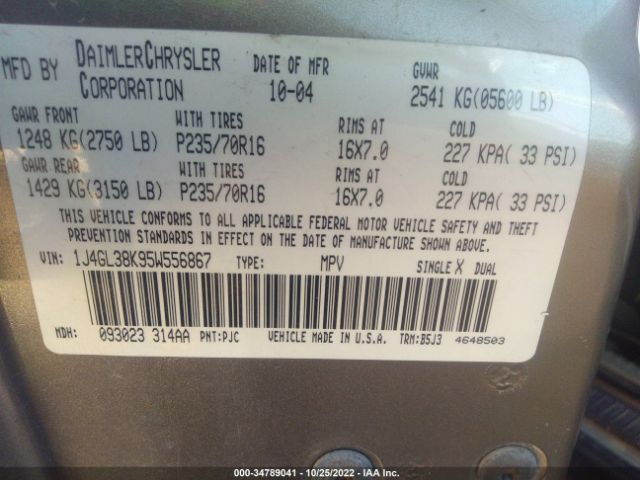 MFD BY DAIMLERCHRYSLER CORPORATION DATE OF MFR 10-04 GVWR 2541 KG(05600 LB)
GAWR FRONT WITH TIRES RIMS AT COLD
1248 KG(2750 LB) P235/70R16 16X7.0 227 KPA( 33 PSI)
GAWR REAR WITH TIRES RIMS AT COLD
1429 KG(3150 LB) P235/70R16 16X7.0 227 KPA( 33 PSI)
THIS VEHICLE CONFORMS TO ALL APPLICABLE FEDERAL MOTOR VEHICLE SAFETY AND THEFT
PREVENTION STANDARDS IN EFFECT ON THE DATE OF MANUFACTURE SHOWN ABOVE.
VIN: 1J4GL38K95W556867 TYPE: MPV SINGLE X DUAL
MDH: 093023 314AA PNT:PJC VEHICLE MADE IN U.S.A. TRM:B5J3 4648503
000-34789041 / 10/25/2022 / Copart